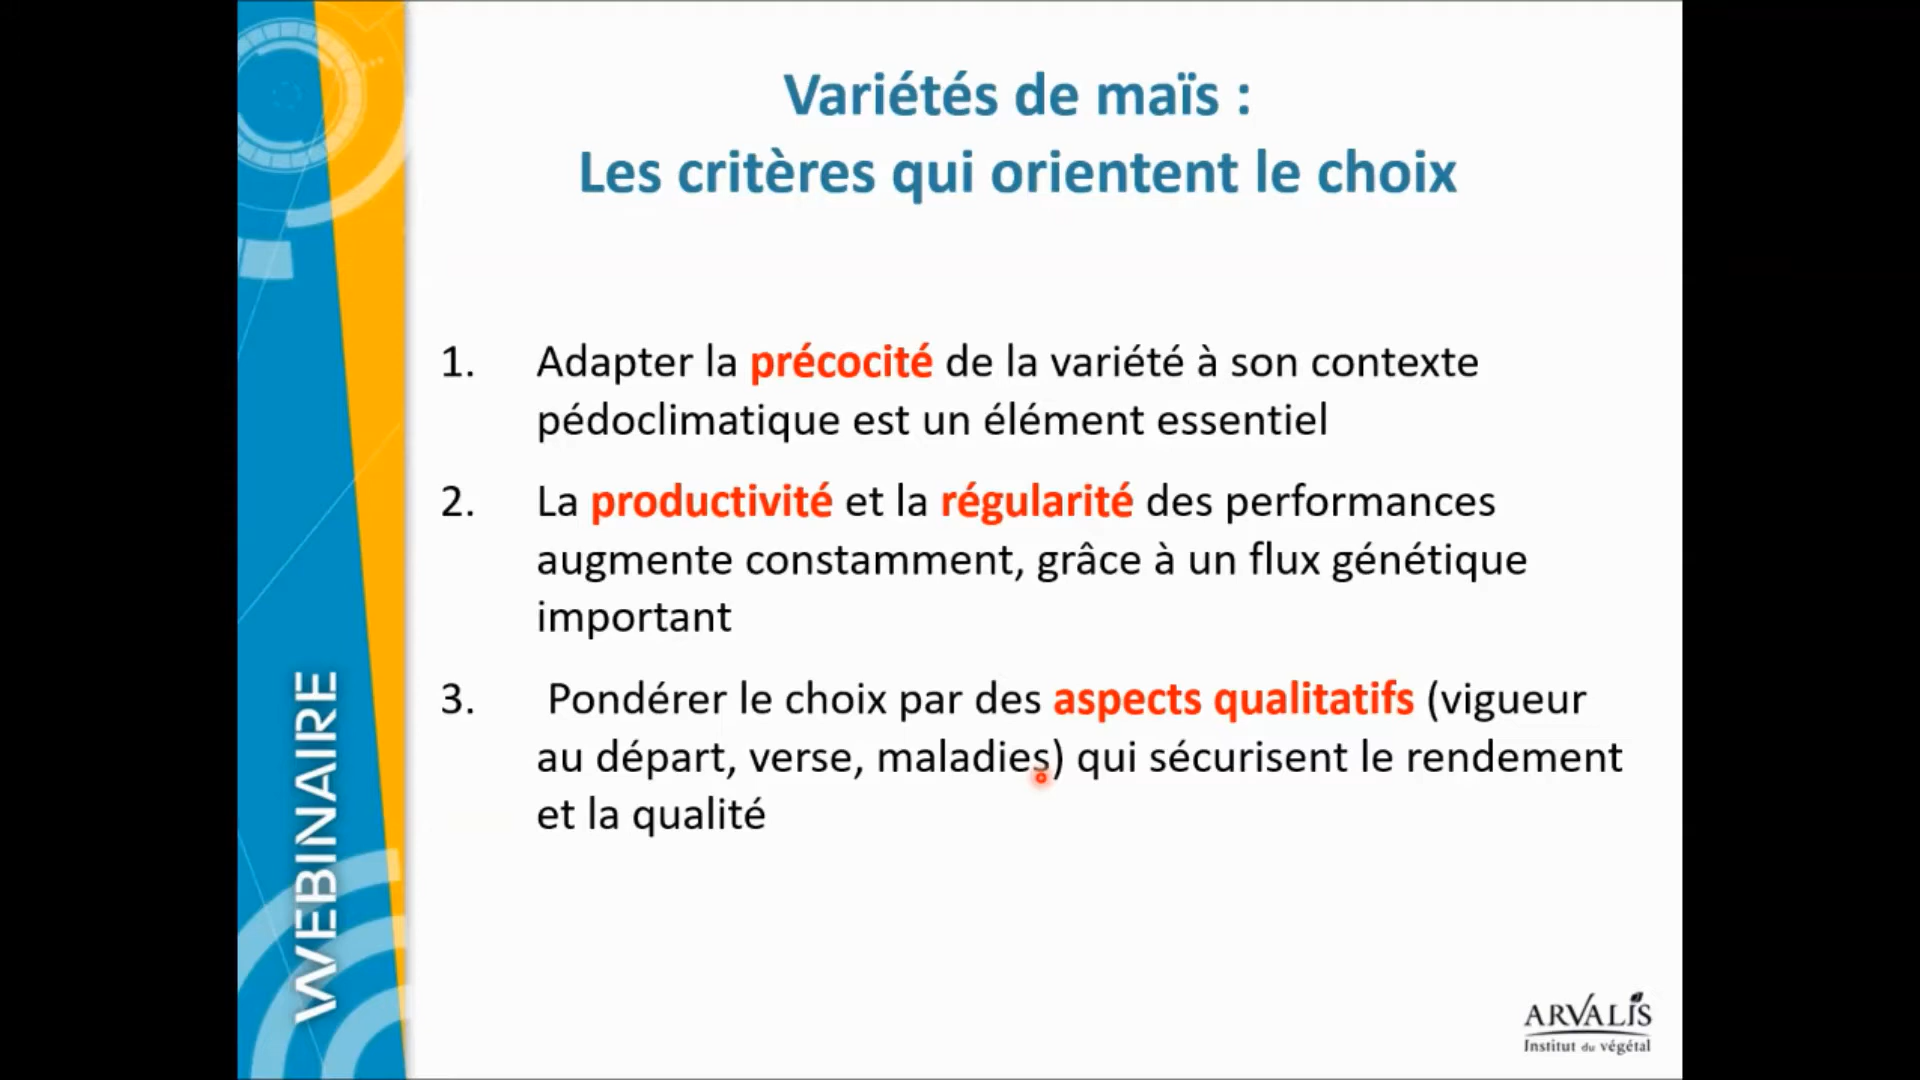 Variétés de maïs :
Les critères qui orientent le choix
1. Adapter la précocité de la variété à son contexte
pédoclimatique est un élément essentiel
2. La productivité et la régularité des performances
augmente constamment, grâce à un flux génétique
important
3. Pondérer le choix par des aspects qualitatifs (vigueur
au départ, verse, maladies) qui sécurisent le rendement
et la qualité
WEBINAIRE
ARVALIS
Institut du végétal